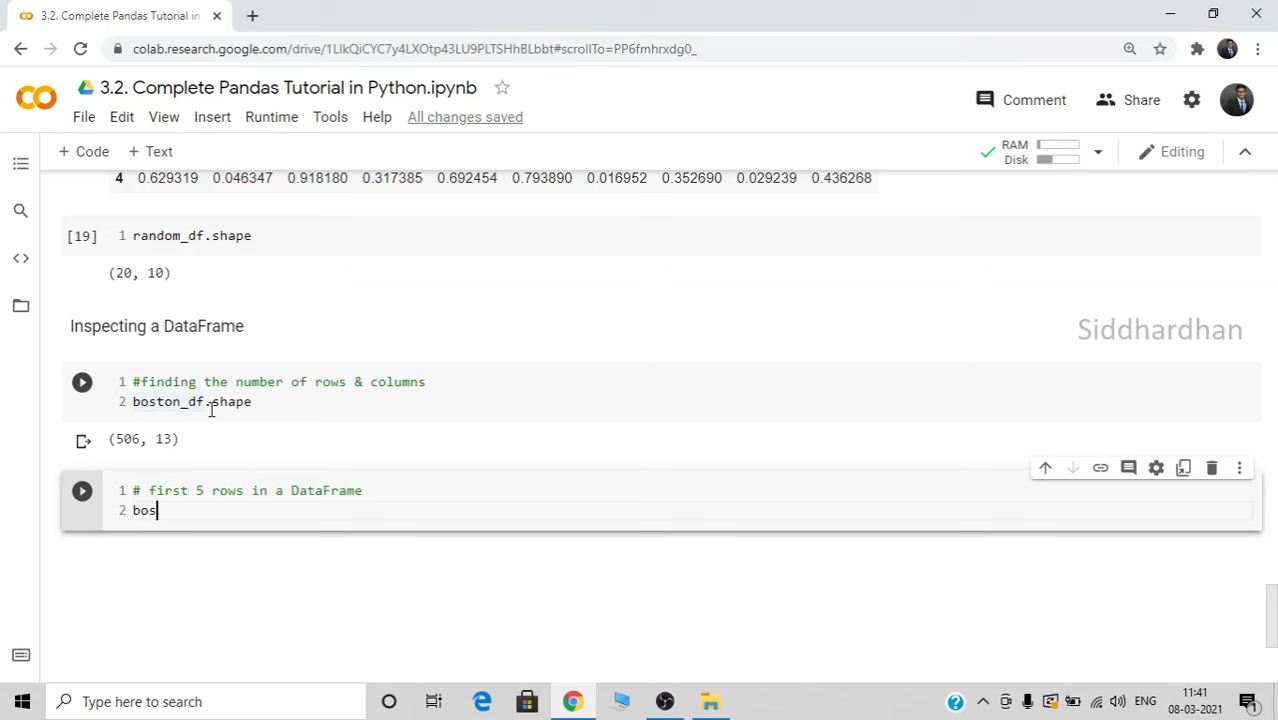 3.2. Complete Pandas Tutorial in
colab.research.google.com/drive/1LIkQiCYC7y4LXOtp43LU9PLTSHhBLbbt#scrollTo=PP6fmhrxdg0_
3.2. Complete Pandas Tutorial in Python.ipynb
Comment
Share
File Edit View Insert Runtime Tools Help All changes saved
+ Code + Text
RAM
Disk
Editing
4 0.629319 0.046347 0.918180 0.317385 0.692454 0.793890 0.016952 0.352690 0.029239 0.436268
[19] 1 random_df.shape
(20, 10)
Inspecting a DataFrame
Siddhardhan
1 #finding the number of rows & columns
2 boston_df.shape
(506, 13)
1 # first 5 rows in a DataFrame
2 bos
Type here to search
ENG
11:41
08-03-2021
1